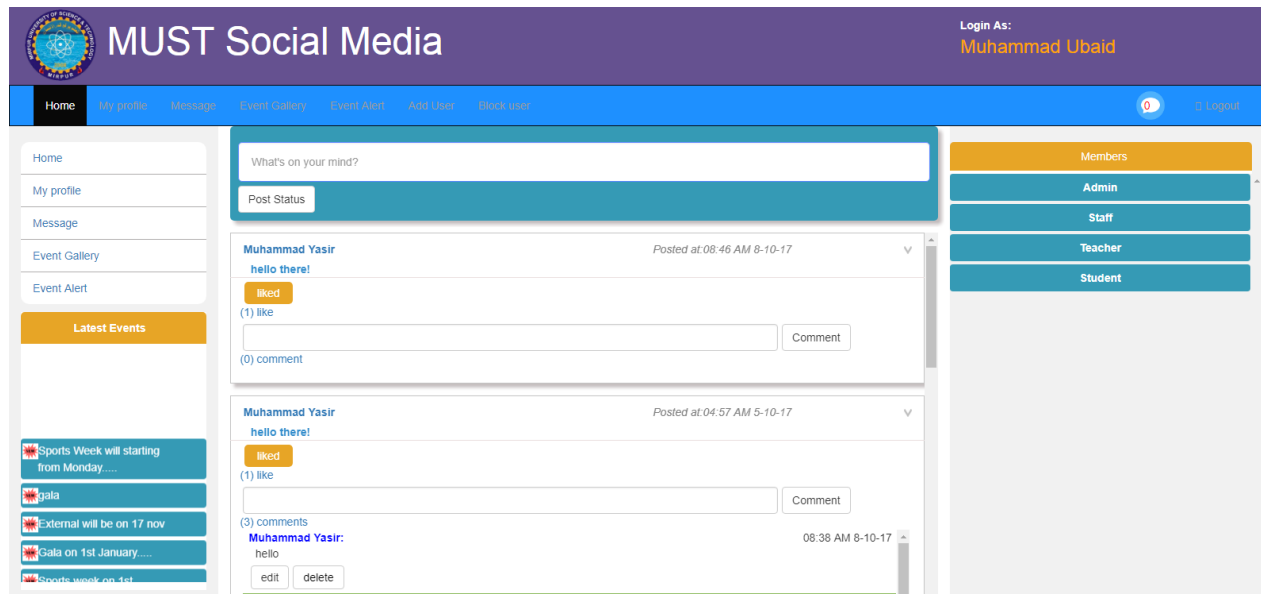 MUST Social Media
Login As:
Muhammad Ubaid
Home My profile Message Event Gallery Event Alert Add User Block user 0 Logout
Home
My profile
Message
Event Gallery
Event Alert
Latest Events
Sports Week will starting
from Monday.....
gala
External will be on 17 nov
Gala on 1st January.....
Sports week on 1st
What's on your mind?
Post Status
Muhammad Yasir Posted at:08:46 AM 8-10-17
hello there!
liked
(1) like
Comment
(0) comment
Muhammad Yasir Posted at:04:57 AM 5-10-17
hello there!
liked
(1) like
Comment
(3) comments
Muhammad Yasir: 08:38 AM 8-10-17
hello
edit delete
Members
Admin
Staff
Teacher
Student